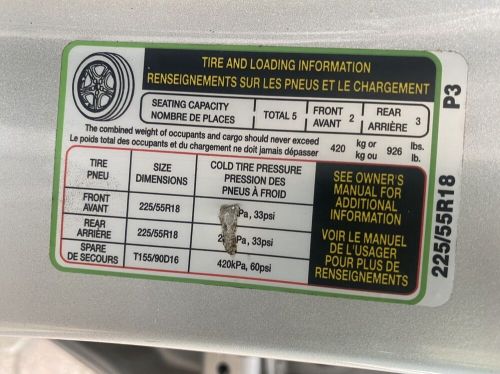 TIRE AND LOADING INFORMATION
RENSEIGNEMENTS SUR LES PNEUS ET LE CHARGEMENT
SEATING CAPACITY
NOMBRE DE PLACES
TOTAL 5
FRONT
AVANT 2
REAR
ARRIÈRE 3
The combined weight of occupants and cargo should never exceed
Le poids total des occupants et du chargement ne doit jamais dépasser
420 kg or 926 lbs.
kg ou lb.
TIRE
PNEU
SIZE
DIMENSIONS
COLD TIRE PRESSURE
PRESSION DES
PNEUS À FROID
FRONT
AVANT
225/55R18
kPa, 33psi
REAR
ARRIÈRE
225/55R18
kPa, 33psi
SPARE
DE SECOURS
T155/90D16
420kPa, 60psi
SEE OWNER'S
MANUAL FOR
ADDITIONAL
INFORMATION
VOIR LE MANUEL
DE L'USAGER
POUR PLUS DE
RENSEIGNEMENTS
225/55R18 P3